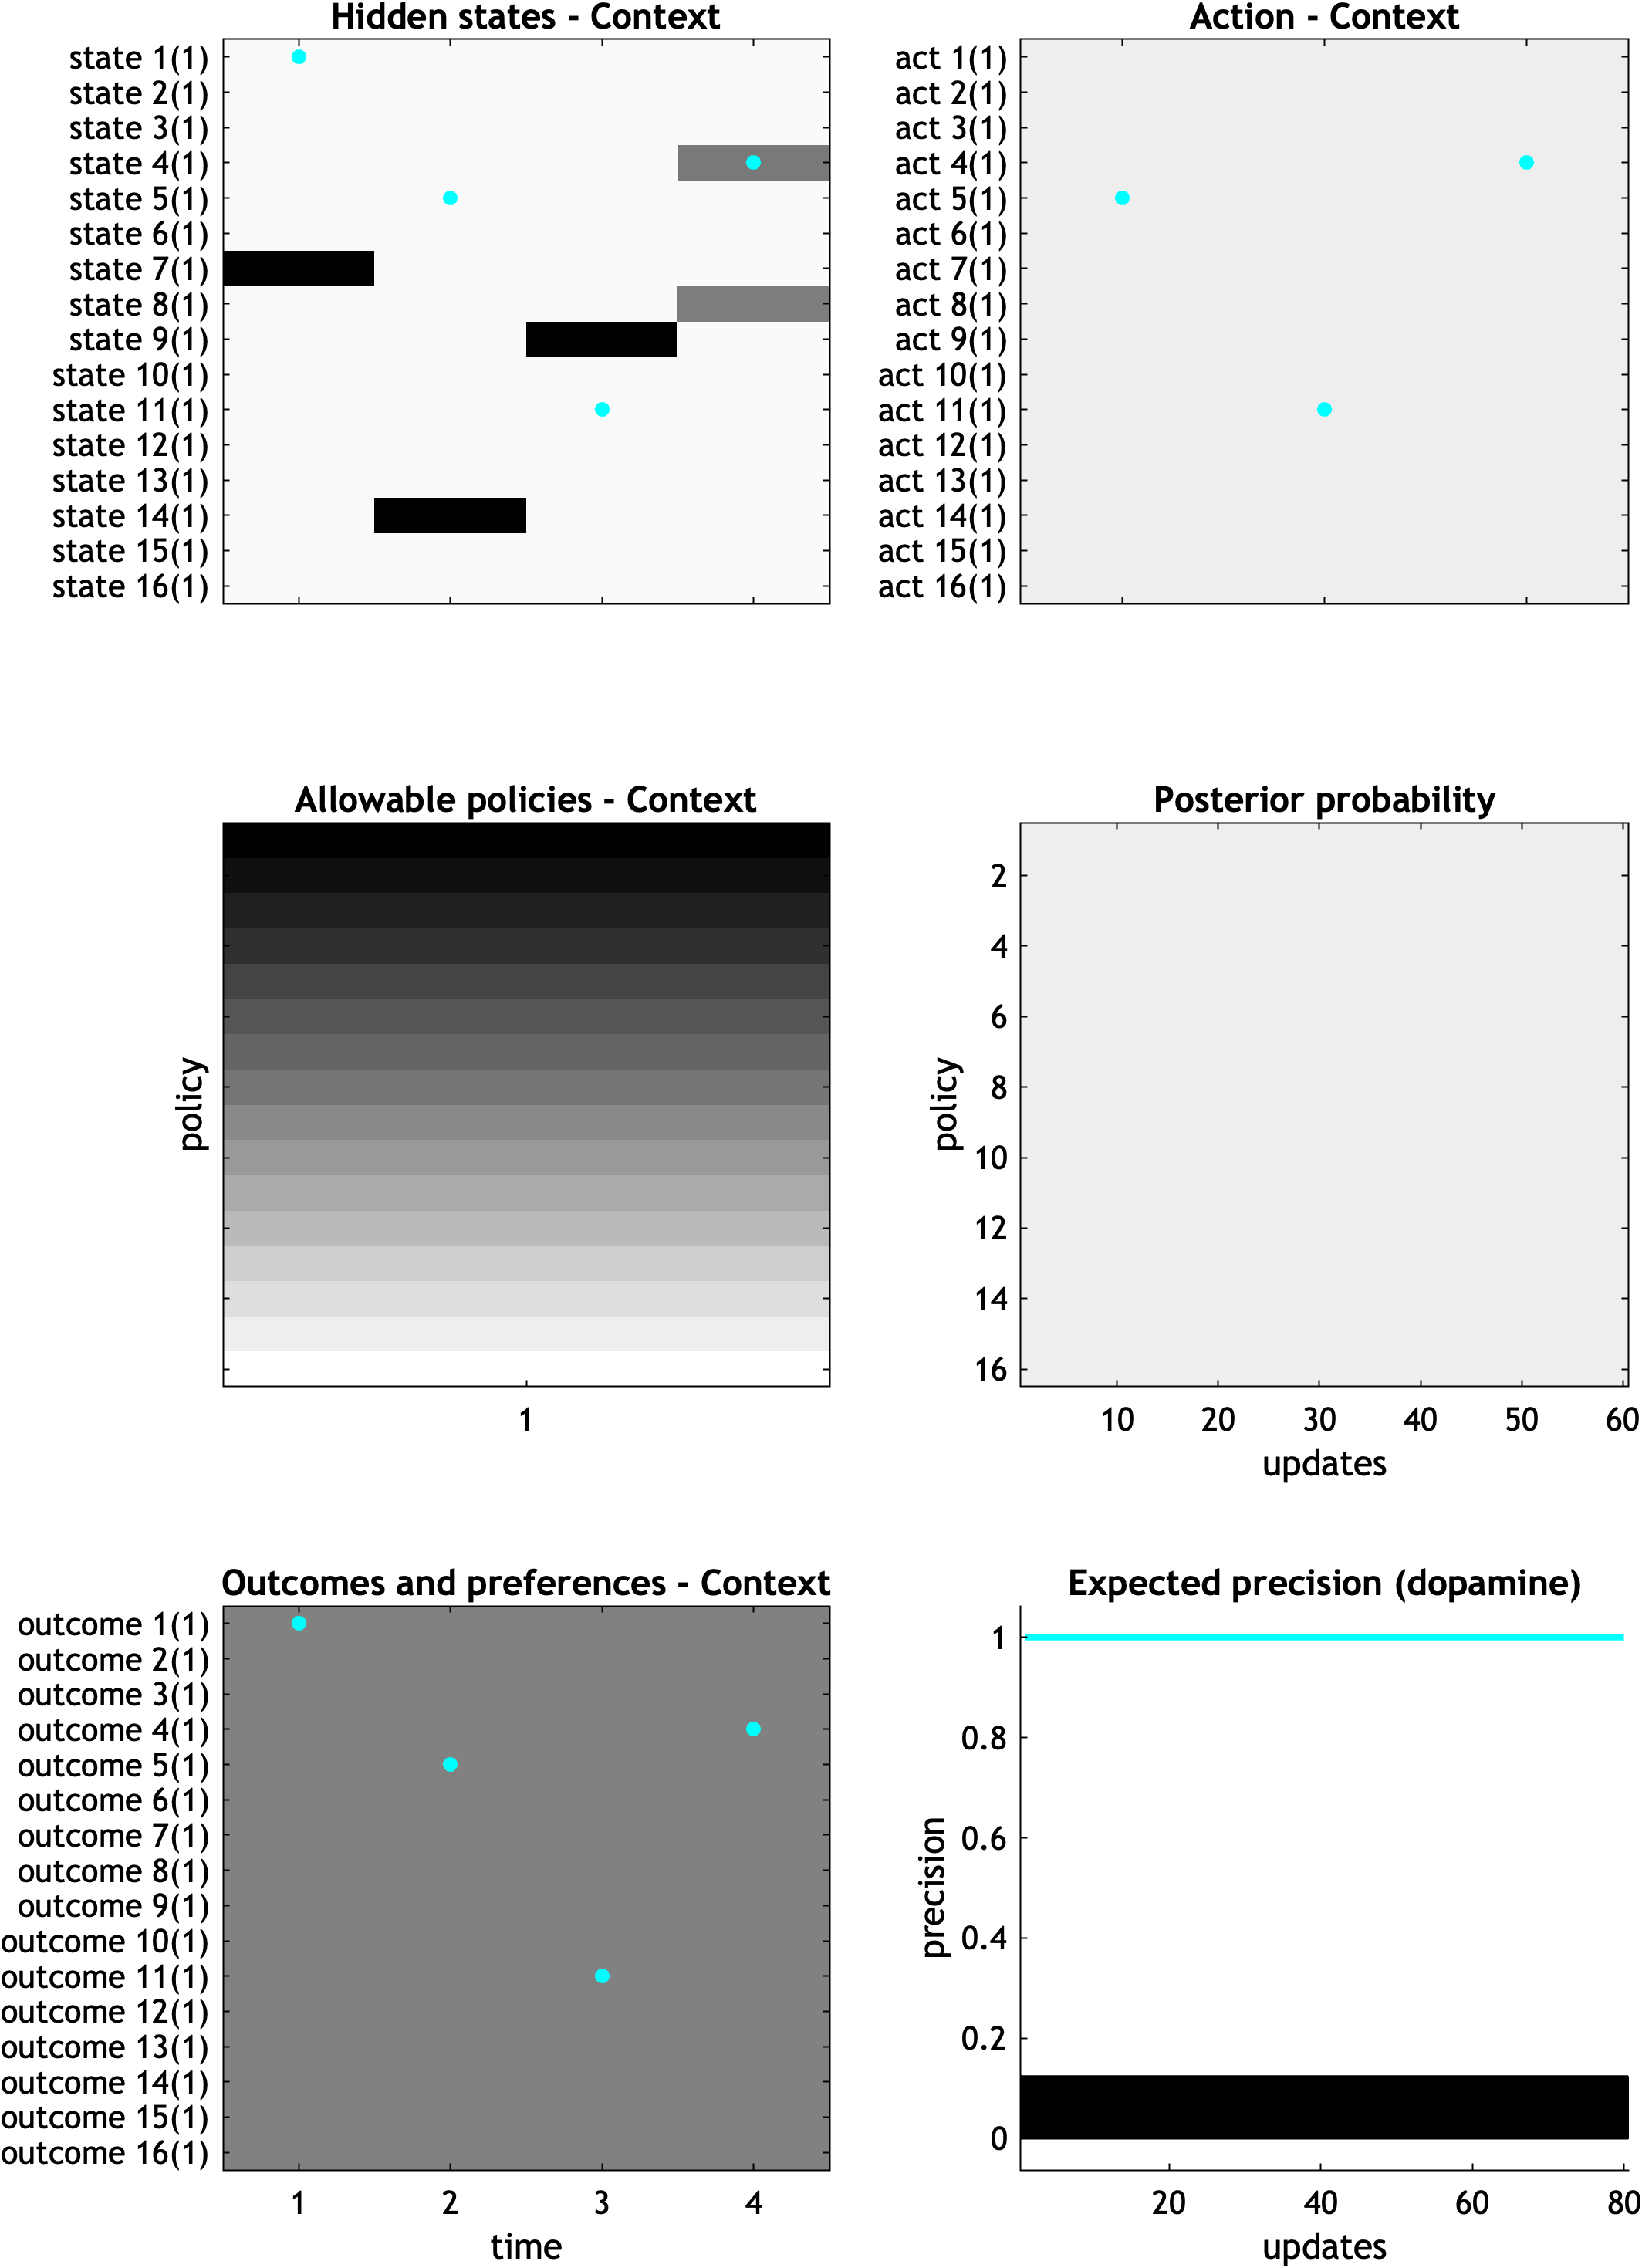 Hidden states - Context
state 1(1)
state 2(1)
state 3(1)
state 4(1)
state 5(1)
state 6(1)
state 7(1)
state 8(1)
state 9(1)
state 10(1)
state 11(1)
state 12(1)
state 13(1)
state 14(1)
state 15(1)
state 16(1)
Action - Context
act 1(1)
act 2(1)
act 3(1)
act 4(1)
act 5(1)
act 6(1)
act 7(1)
act 8(1)
act 9(1)
act 10(1)
act 11(1)
act 12(1)
act 13(1)
act 14(1)
act 15(1)
act 16(1)
Allowable policies - Context
policy
1
Posterior probability
policy
2
4
6
8
10
12
14
16
10 20 30 40 50 60
updates
Outcomes and preferences - Context
outcome 1(1)
outcome 2(1)
outcome 3(1)
outcome 4(1)
outcome 5(1)
outcome 6(1)
outcome 7(1)
outcome 8(1)
outcome 9(1)
outcome 10(1)
outcome 11(1)
outcome 12(1)
outcome 13(1)
outcome 14(1)
outcome 15(1)
outcome 16(1)
1 2 3 4
time
Expected precision (dopamine)
precision
1
0.8
0.6
0.4
0.2
0
20 40 60 80
updates